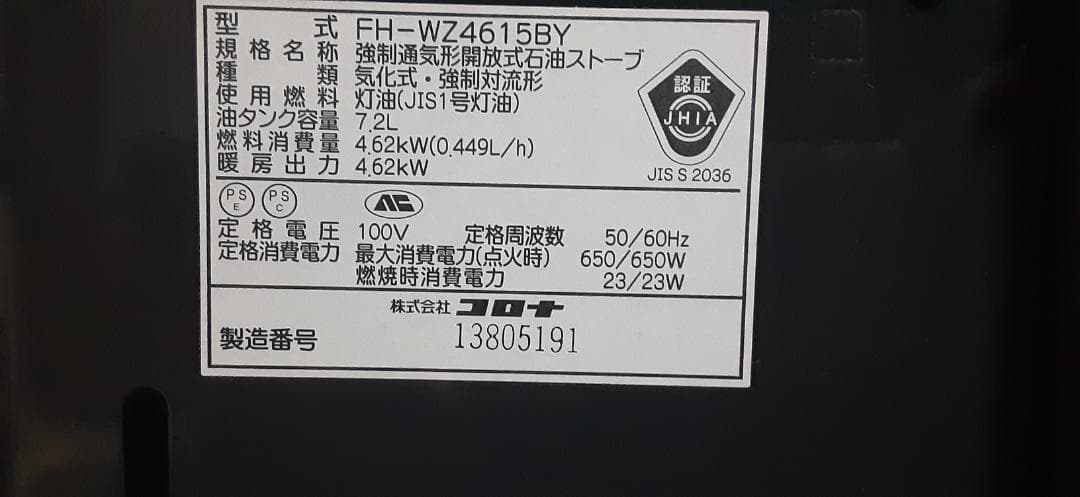 型式 FH-WZ4615BY
規格名称 強制通気形開放式石油ストーブ
種類 気化式・強制対流形
使用燃料 灯油(JIS1号灯油)
油タンク容量 7.2L
燃料消費量 4.62kW(0.449L/h)
暖房出力 4.62kW
認証
JHIA
JIS S 2036
PS E PS C
定格電圧 100V 定格周波数 50/60Hz
定格消費電力 最大消費電力(点火時) 650/650W
燃焼時消費電力 23/23W
株式会社 コロナ
製造番号 13805191